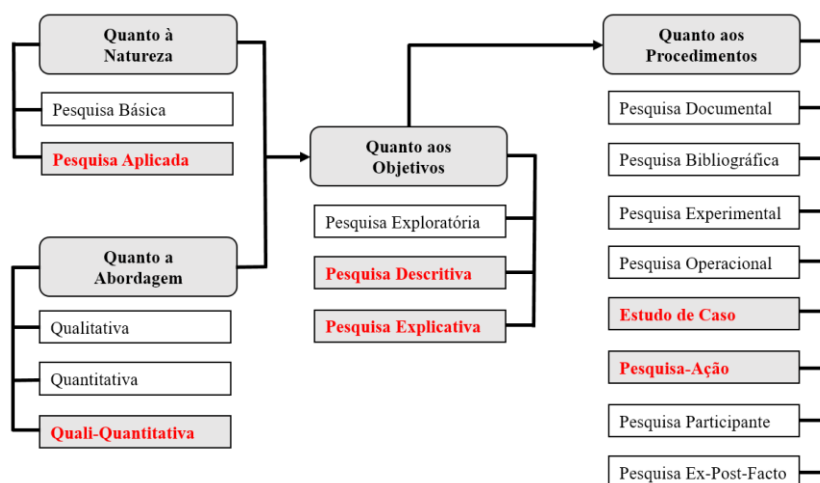 Quanto à
Natureza
Pesquisa Básica
Pesquisa Aplicada
Quanto a
Abordagem
Qualitativa
Quantitativa
Quali-Quantitativa
Quanto aos
Objetivos
Pesquisa Exploratória
Pesquisa Descritiva
Pesquisa Explicativa
Quanto aos
Procedimentos
Pesquisa Documental
Pesquisa Bibliográfica
Pesquisa Experimental
Pesquisa Operacional
Estudo de Caso
Pesquisa-Ação
Pesquisa Participante
Pesquisa Ex-Post-Facto